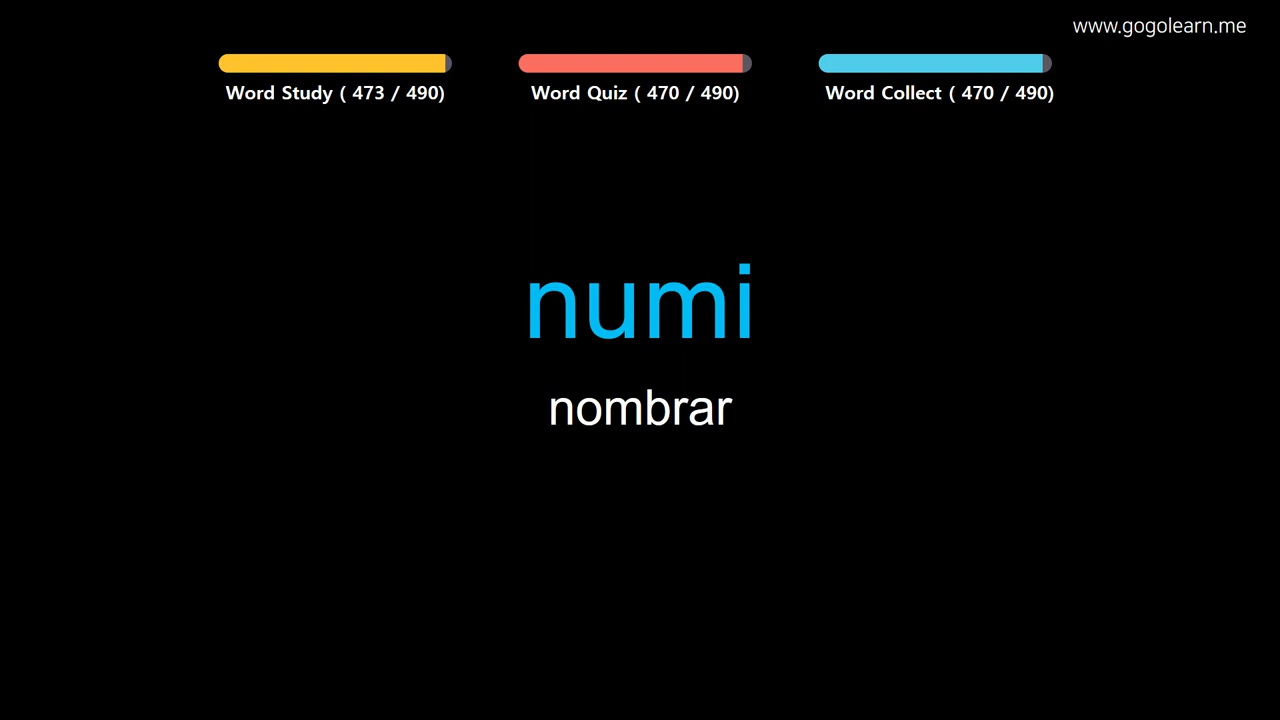 www.gogolearn.me
Word Study ( 473 / 490)
Word Quiz ( 470 / 490)
Word Collect ( 470 / 490)
numi
nombrar